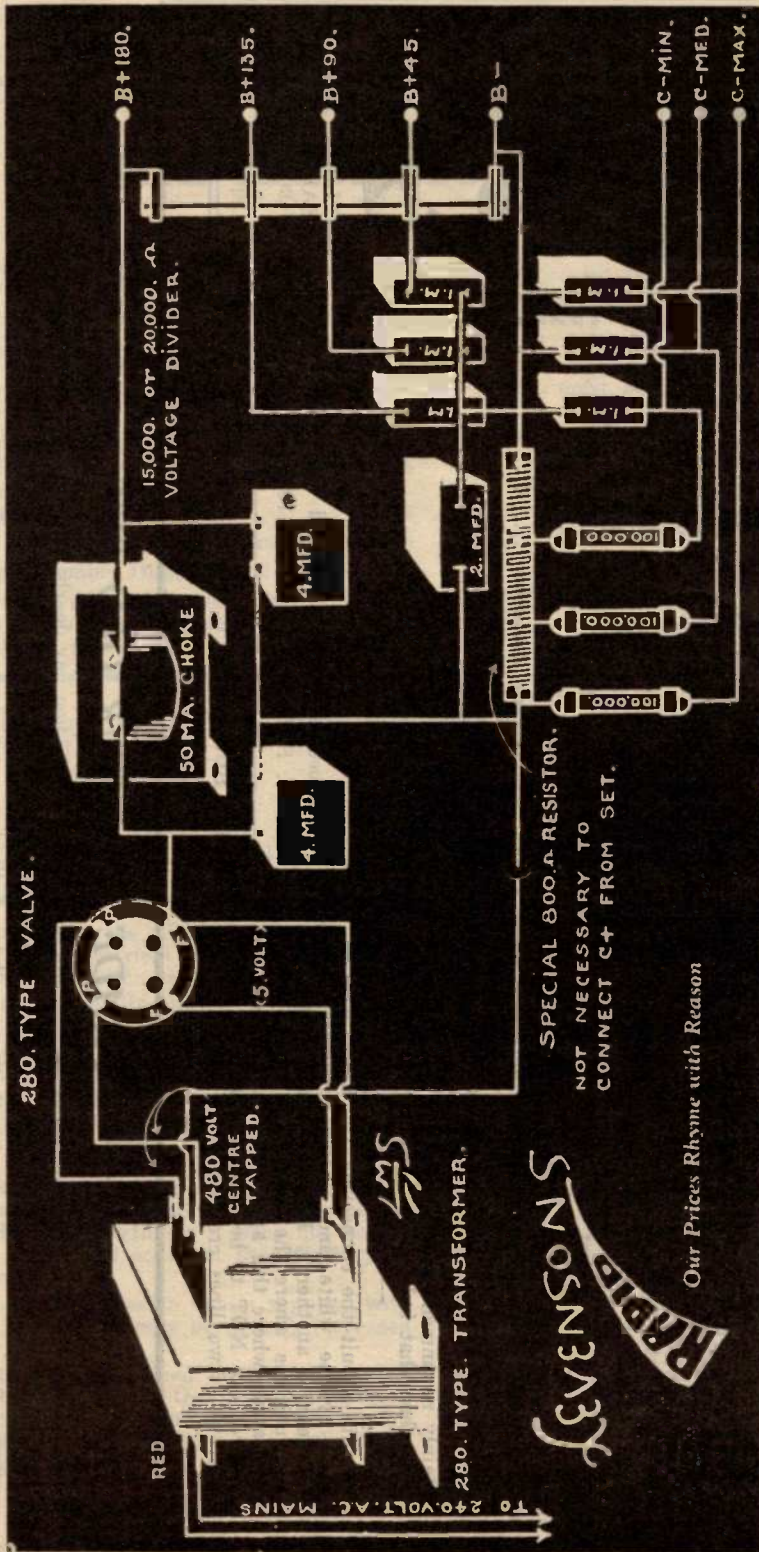 280. TYPE VALVE.
RED
480 VOLT
CENTRE
TAPPED.
P
P
F
F
<5.VOLT>
50 MA. CHOKE
4.MFD.
4.MFD.
15,000. or 20,000. Ω
VOLTAGE DIVIDER.
B+180.
B+135.
B+90.
B+45.
B-
1.M.
1.M.
1.M.
2.MFD.
1.M.
1.M.
1.M.
100,000.
100,000.
100,000.
C-MIN.
C-MED.
C-MAX.
SPECIAL 800.Ω RESISTOR.
NOT NECESSARY TO
CONNECT C+ FROM SET.
280. TYPE. TRANSFORMER.
TO 240.VOLT.A.C. MAINS
LEVENSONS
RADIO
Our Prices Rhyme with Reason